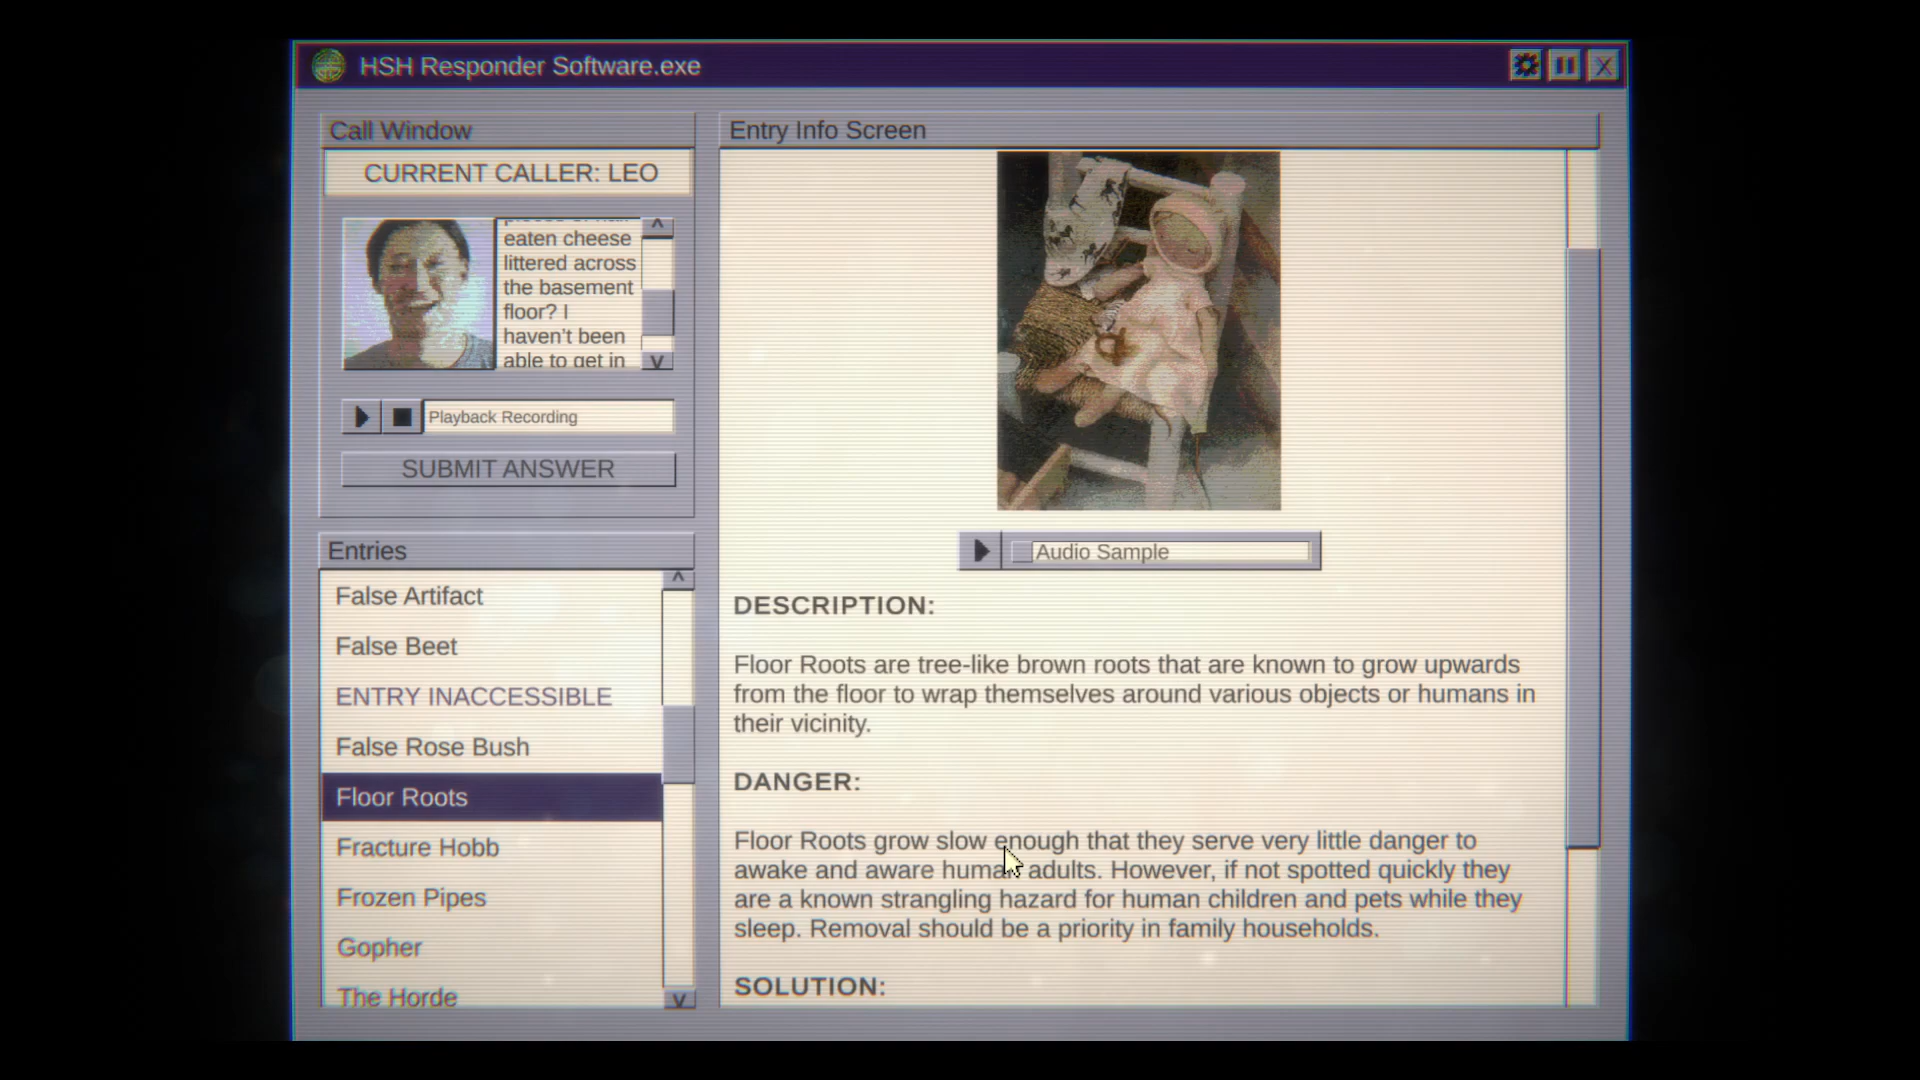 HSH Responder Software.exe
X
Call Window
CURRENT CALLER: LEO
eaten cheese
littered across
the basement
floor? I
haven't been
able to get in
Playback Recording
SUBMIT ANSWER
Entries
False Artifact
False Beet
ENTRY INACCESSIBLE
False Rose Bush
Floor Roots
Fracture Hobb
Frozen Pipes
Gopher
The Horde
Entry Info Screen
Audio Sample
DESCRIPTION:
Floor Roots are tree-like brown roots that are known to grow upwards
from the floor to wrap themselves around various objects or humans in
their vicinity.
DANGER:
Floor Roots grow slow enough that they serve very little danger to
awake and aware human adults. However, if not spotted quickly they
are a known strangling hazard for human children and pets while they
sleep. Removal should be a priority in family households.
SOLUTION: